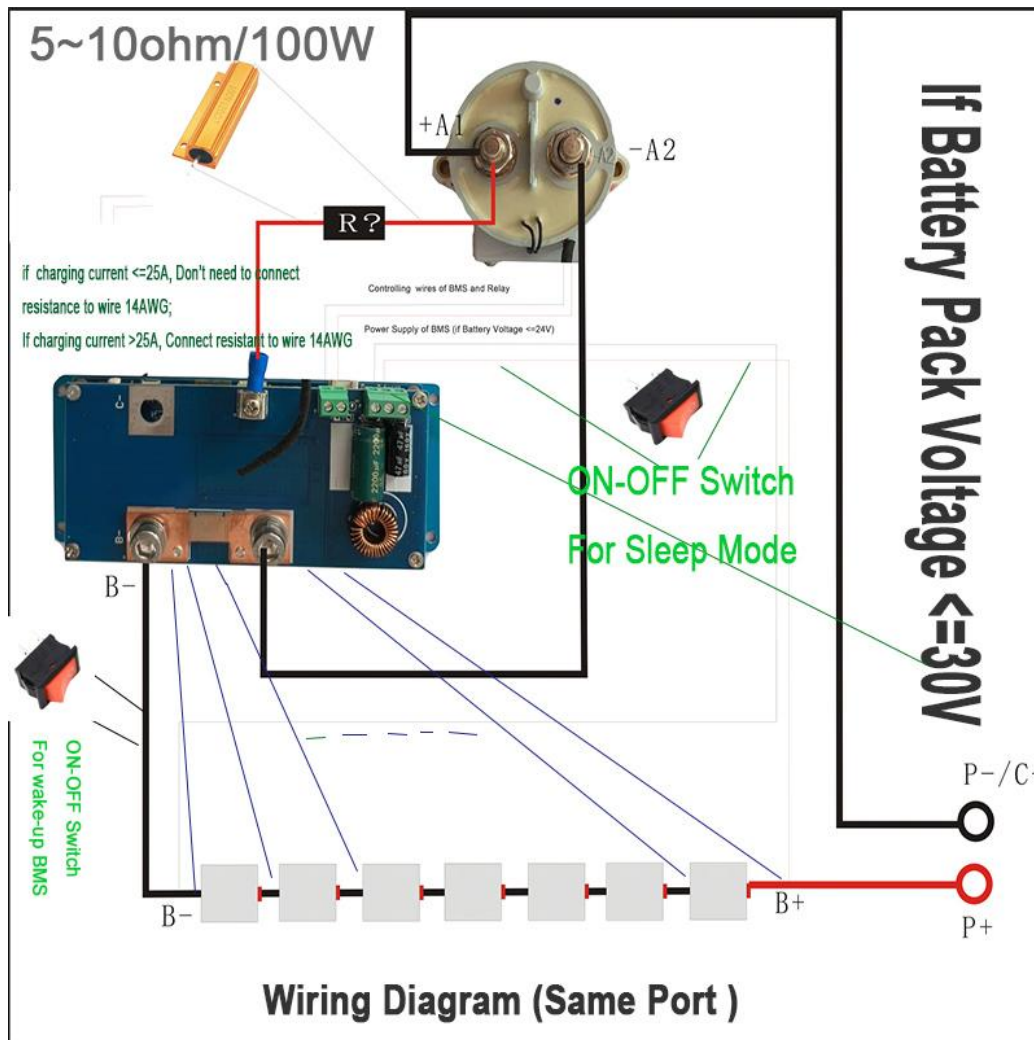 5~10ohm/100W
+A1
-A2
-A2
R?
if charging current <=25A, Don't need to connect
resistance to wire 14AWG;
If charging current >25A, Connect resistant to wire 14AWG
Controlling wires of BMS and Relay
Power Supply of BMS (if Battery Voltage <=24V)
If Battery Pack Voltage <=30V
C-
B-
2200µF
ON-OFF Switch
For Sleep Mode
B-
ON-OFF Switch
For wake-up BMS
P-/C-
B-
B+
P+
Wiring Diagram (Same Port )